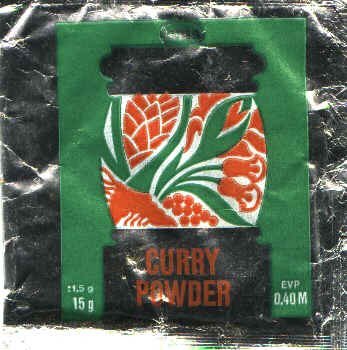 CURRY
POWDER
±1,5 g
15 g
EVP
0,40 M